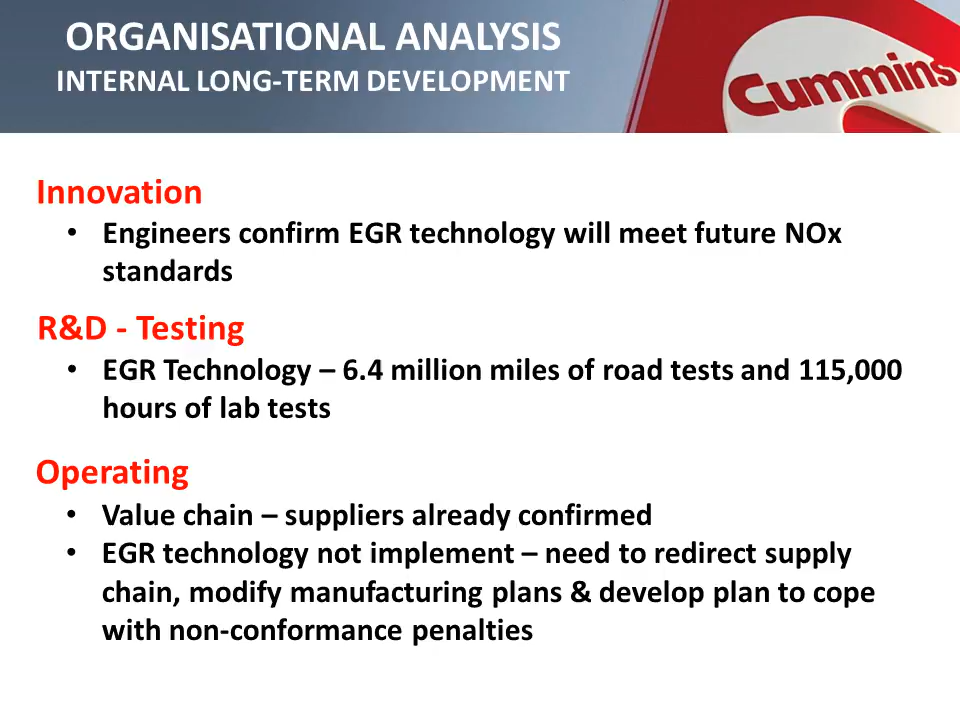 ORGANISATIONAL ANALYSIS
INTERNAL LONG-TERM DEVELOPMENT
Cummins
Innovation
• Engineers confirm EGR technology will meet future NOx
standards
R&D - Testing
• EGR Technology – 6.4 million miles of road tests and 115,000
hours of lab tests
Operating
• Value chain – suppliers already confirmed
• EGR technology not implement – need to redirect supply
chain, modify manufacturing plans & develop plan to cope
with non-conformance penalties